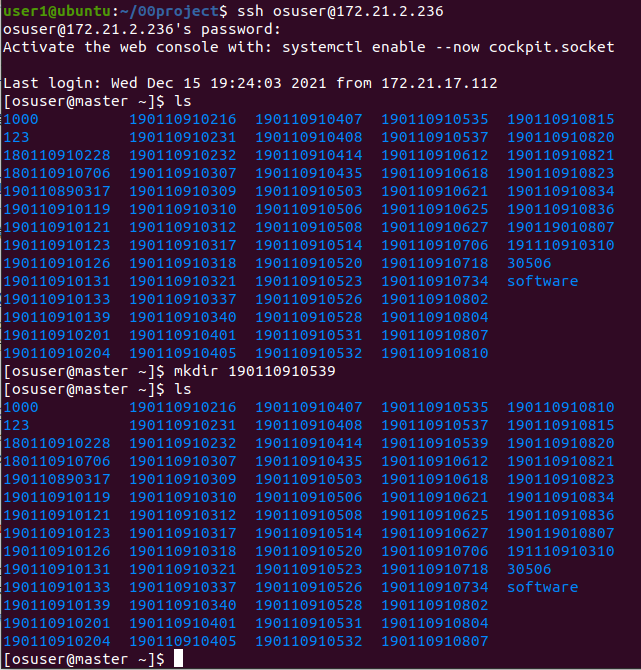 user1@ubuntu:~/00project$ ssh osuser@172.21.2.236
osuser@172.21.2.236's password:
Activate the web console with: systemctl enable --now cockpit.socket

Last login: Wed Dec 15 19:24:03 2021 from 172.21.17.112
[osuser@master ~]$ ls
1000          190110910216  190110910407  190110910535  190110910815
123           190110910231  190110910408  190110910537  190110910820
180110910228  190110910232  190110910414  190110910612  190110910821
180110910706  190110910307  190110910435  190110910618  190110910823
190110890317  190110910309  190110910503  190110910621  190110910834
190110910119  190110910310  190110910506  190110910625  190110910836
190110910121  190110910312  190110910508  190110910627  190119010807
190110910123  190110910317  190110910514  190110910706  191110910310
190110910126  190110910318  190110910520  190110910718  30506
190110910131  190110910321  190110910523  190110910734  software
190110910133  190110910337  190110910526  190110910802
190110910139  190110910340  190110910528  190110910804
190110910201  190110910401  190110910531  190110910807
190110910204  190110910405  190110910532  190110910810
[osuser@master ~]$ mkdir 190110910539
[osuser@master ~]$ ls
1000          190110910216  190110910407  190110910535  190110910810
123           190110910231  190110910408  190110910537  190110910815
180110910228  190110910232  190110910414  190110910539  190110910820
180110910706  190110910307  190110910435  190110910612  190110910821
190110890317  190110910309  190110910503  190110910618  190110910823
190110910119  190110910310  190110910506  190110910621  190110910834
190110910121  190110910312  190110910508  190110910625  190110910836
190110910123  190110910317  190110910514  190110910627  190119010807
190110910126  190110910318  190110910520  190110910706  191110910310
190110910131  190110910321  190110910523  190110910718  30506
190110910133  190110910337  190110910526  190110910734  software
190110910139  190110910340  190110910528  190110910802
190110910201  190110910401  190110910531  190110910804
190110910204  190110910405  190110910532  190110910807
[osuser@master ~]$